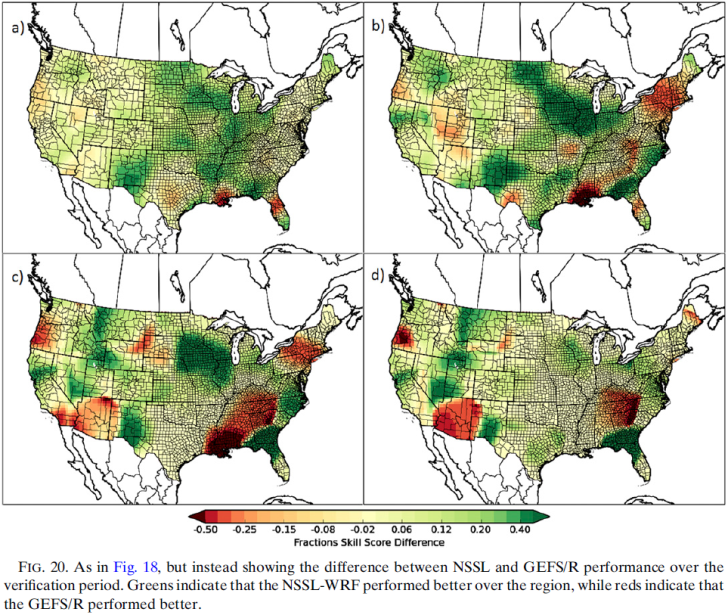 a)
b)
c)
d)
-0.50 -0.25 -0.15 -0.08 -0.02 0.06 0.12 0.20 0.40
Fractions Skill Score Difference
FIG. 20. As in Fig. 18, but instead showing the difference between NSSL and GEFS/R performance over the
verification period. Greens indicate that the NSSL-WRF performed better over the region, while reds indicate that
the GEFS/R performed better.